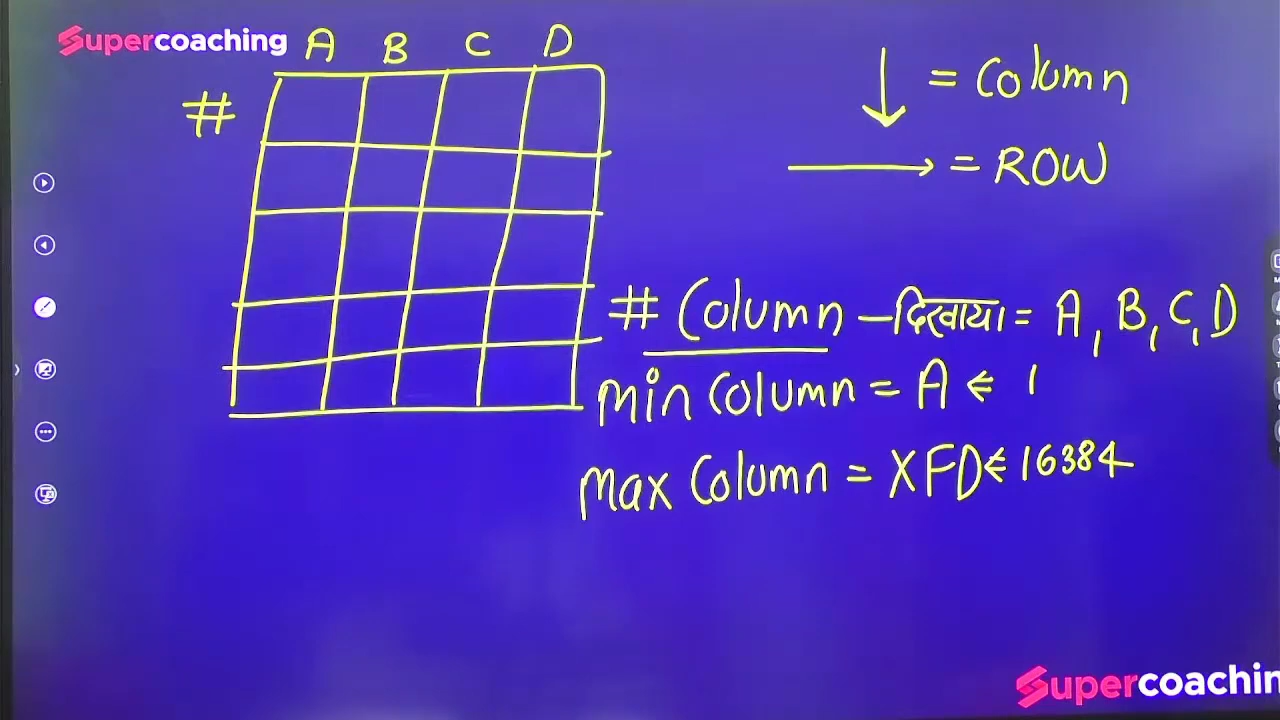 Supercoaching
A B C D
#
↓ = Column
→ = ROW
# Column – दिखाया = A, B, C, D
min Column = A ← 1
max Column = XFD ← 16384
Supercoachin